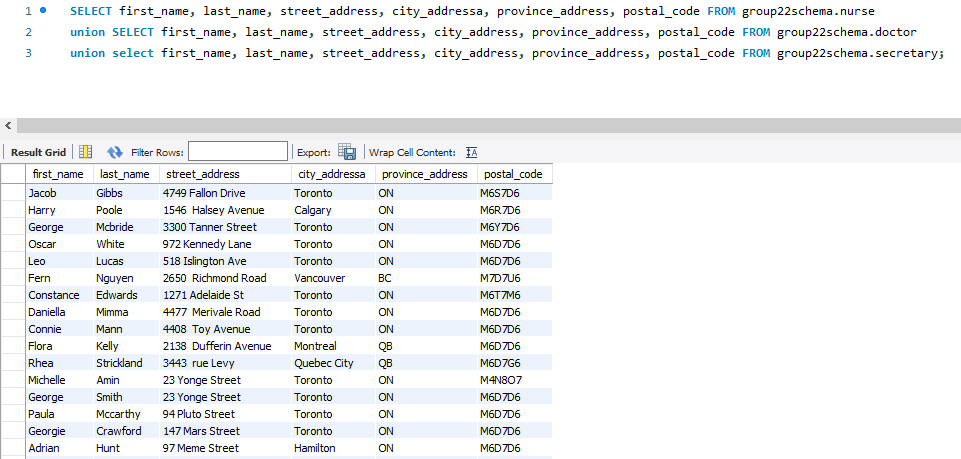 1 SELECT first_name, last_name, street_address, city_addressa, province_address, postal_code FROM group22schema.nurse
2 union SELECT first_name, last_name, street_address, city_address, province_address, postal_code FROM group22schema.doctor
3 union select first_name, last_name, street_address, city_address, province_address, postal_code FROM group22schema.secretary;
Result Grid Filter Rows: Export: Wrap Cell Content:
first_name last_name street_address city_addressa province_address postal_code
Jacob Gibbs 4749 Fallon Drive Toronto ON M6S7D6
Harry Poole 1546 Halsey Avenue Calgary ON M6R7D6
George Mcbride 3300 Tanner Street Toronto ON M6Y7D6
Oscar White 972 Kennedy Lane Toronto ON M6D7D6
Leo Lucas 518 Islington Ave Toronto ON M6D7D6
Fern Nguyen 2650 Richmond Road Vancouver BC M7D7U6
Constance Edwards 1271 Adelaide St Toronto ON M6T7M6
Daniella Mimma 4477 Merivale Road Toronto ON M6D7D6
Connie Mann 4408 Toy Avenue Toronto ON M6D7D6
Flora Kelly 2138 Dufferin Avenue Montreal QB M6D7D6
Rhea Strickland 3443 rue Levy Quebec City QB M6D7G6
Michelle Amin 23 Yonge Street Toronto ON M4N8O7
George Smith 23 Yonge Street Toronto ON M6D7D6
Paula Mccarthy 94 Pluto Street Toronto ON M6D7D6
Georgie Crawford 147 Mars Street Toronto ON M6D7D6
Adrian Hunt 97 Meme Street Hamilton ON M6D7D6